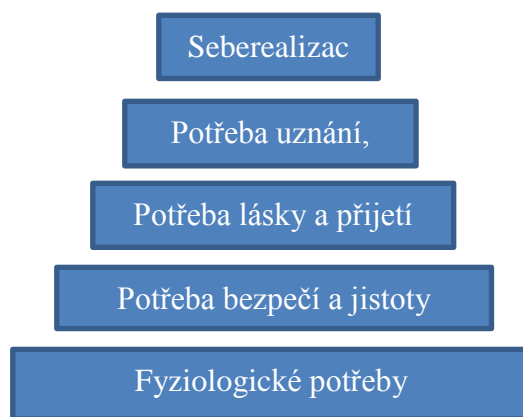 Seberealizac
Potřeba uznání,
Potřeba lásky a přijetí
Potřeba bezpečí a jistoty
Fyziologické potřeby